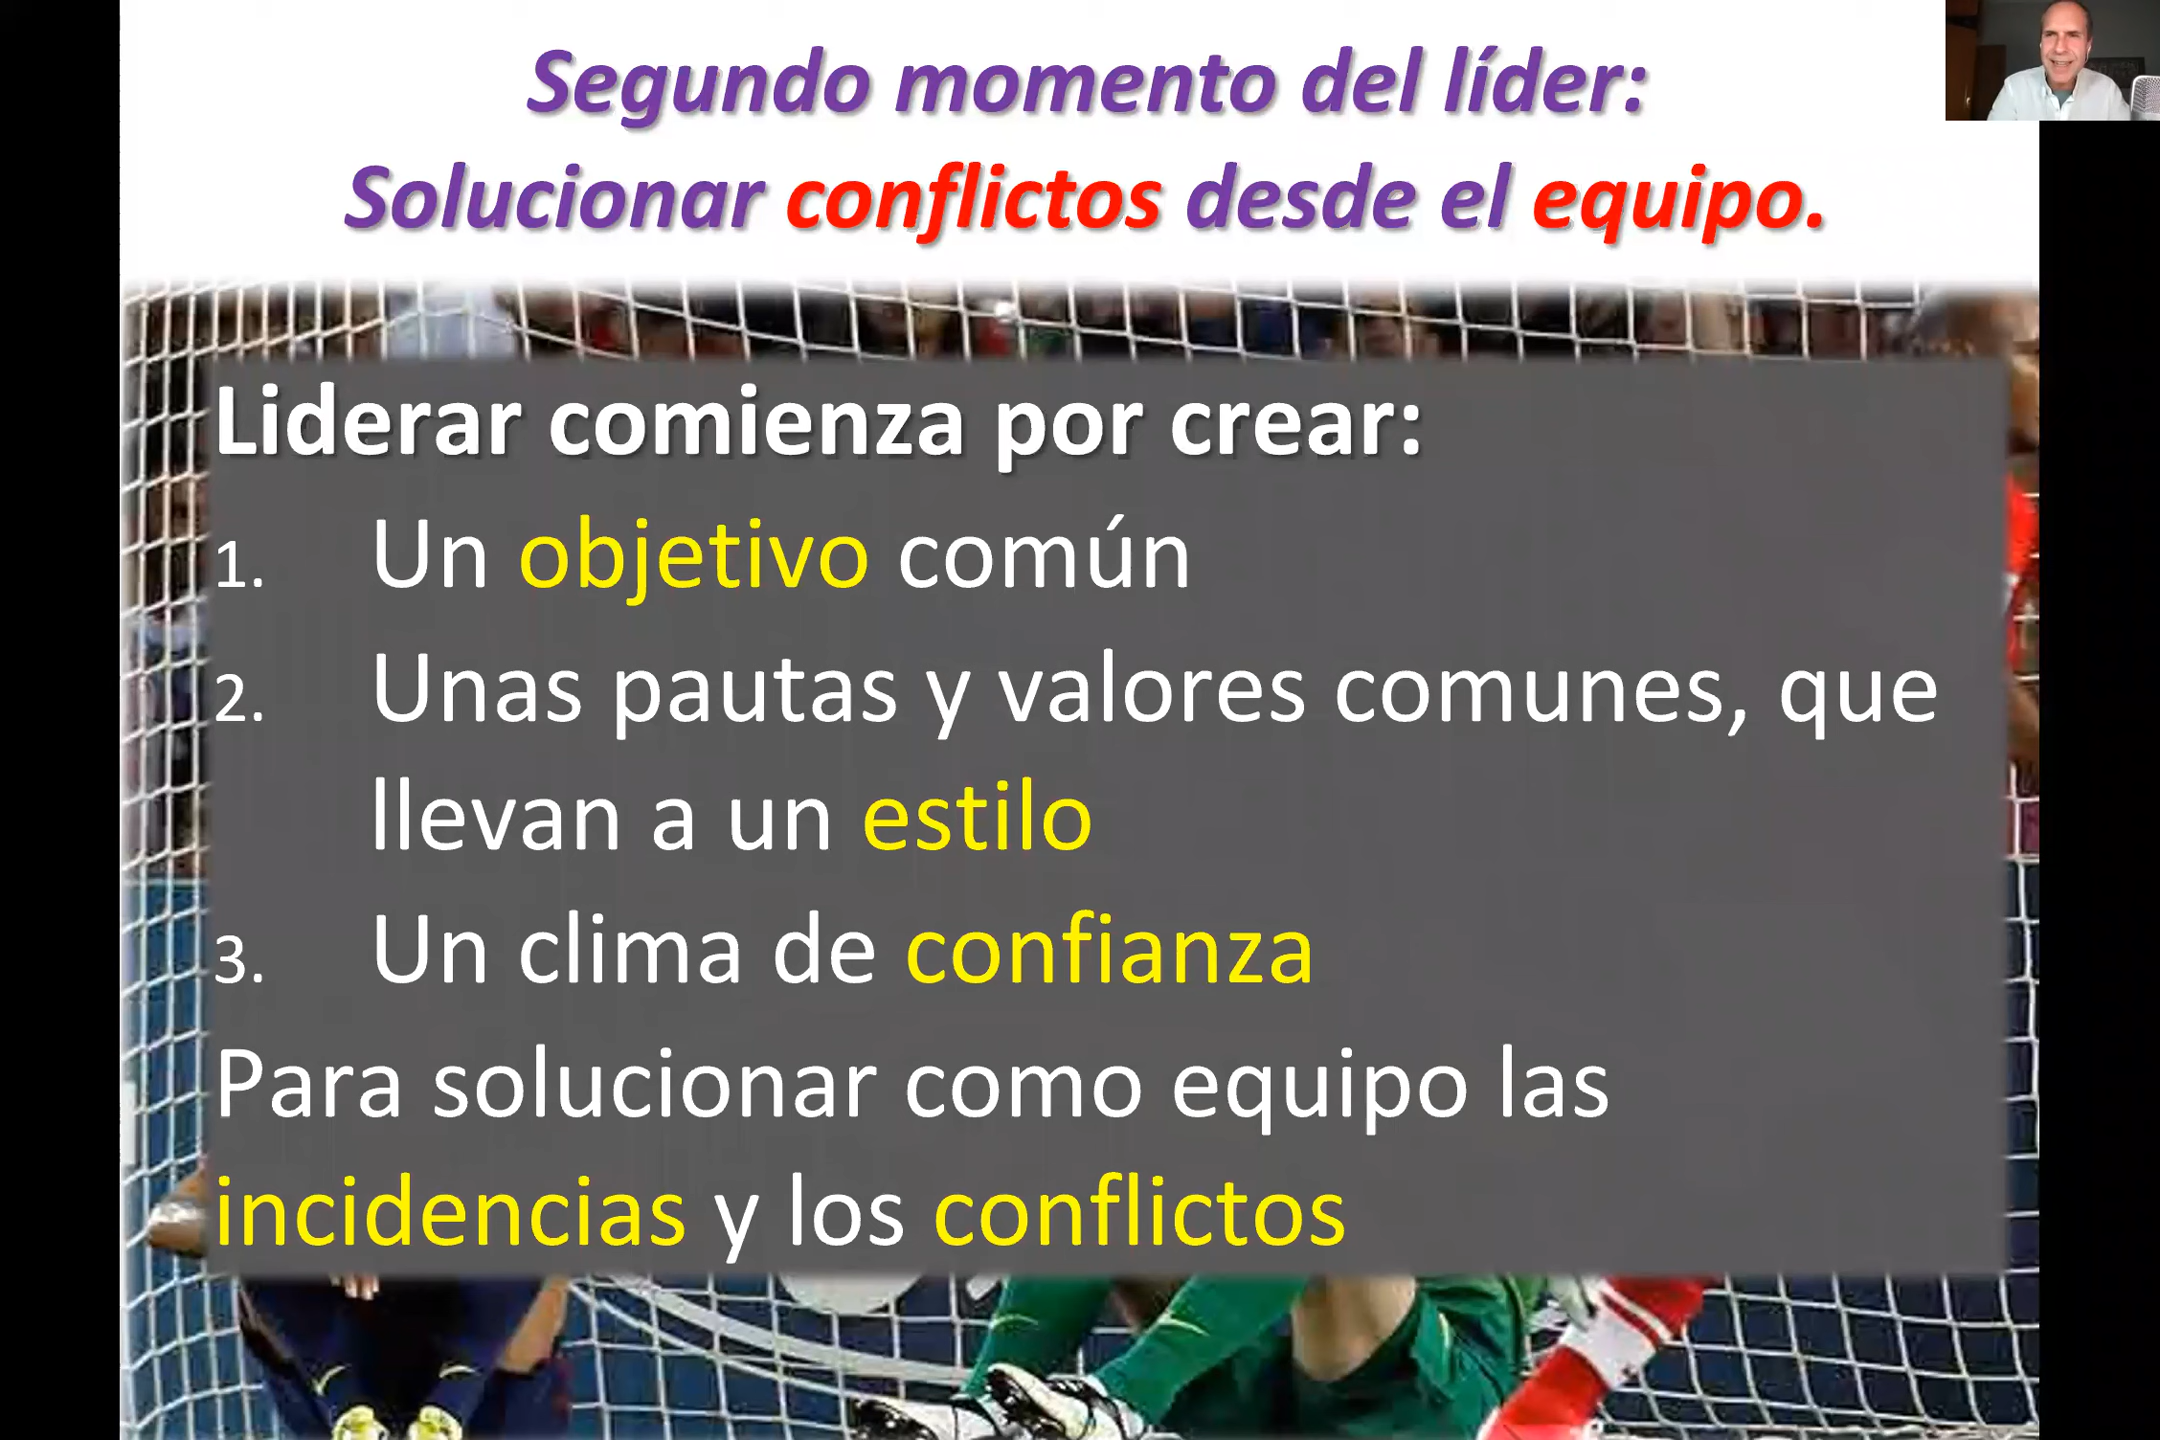 Segundo momento del líder:
Solucionar conflictos desde el equipo.
Liderar comienza por crear:
1. Un objetivo común
2. Unas pautas y valores comunes, que
llevan a un estilo
3. Un clima de confianza
Para solucionar como equipo las
incidencias y los conflictos